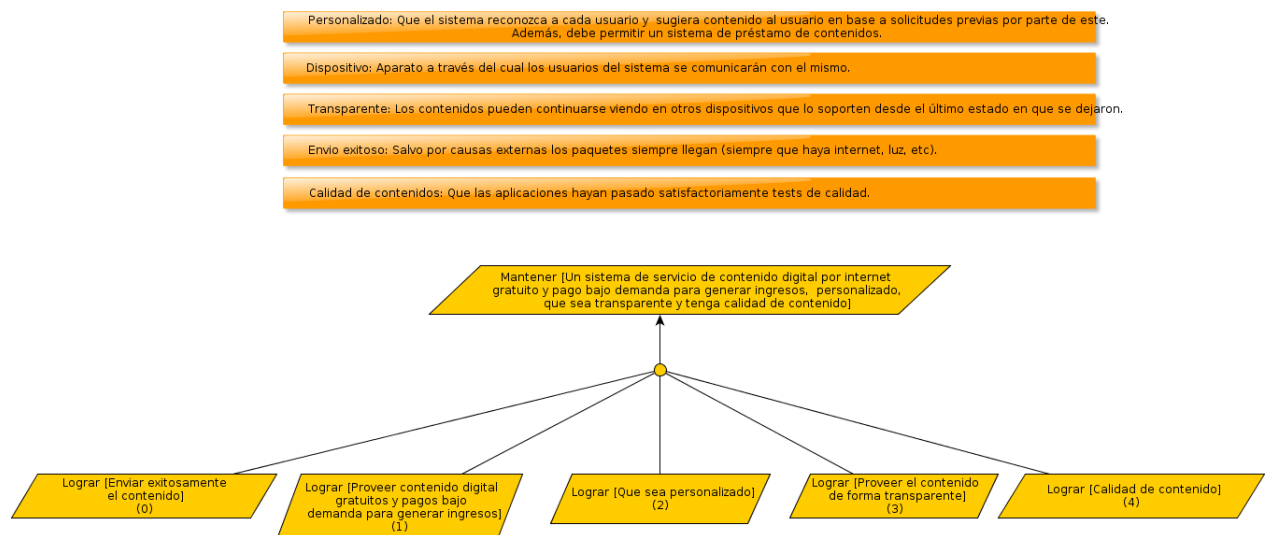 Personalizado: Que el sistema reconozca a cada usuario y sugiera contenido al usuario en base a solicitudes previas por parte de este.
Además, debe permitir un sistema de préstamo de contenidos.
Dispositivo: Aparato a través del cual los usuarios del sistema se comunicarán con el mismo.
Transparente: Los contenidos pueden continuarse viendo en otros dispositivos que lo soporten desde el último estado en que se dejaron.
Envio exitoso: Salvo por causas externas los paquetes siempre llegan (siempre que haya internet, luz, etc).
Calidad de contenidos: Que las aplicaciones hayan pasado satisfactoriamente tests de calidad.
Mantener [Un sistema de servicio de contenido digital por internet
gratuito y pago bajo demanda para generar ingresos, personalizado,
que sea transparente y tenga calidad de contenido]
Lograr [Enviar exitosamente
el contenido]
(0)
Lograr [Proveer contenido digital
gratuitos y pagos bajo
demanda para generar ingresos]
(1)
Lograr [Que sea personalizado]
(2)
Lograr [Proveer el contenido
de forma transparente]
(3)
Lograr [Calidad de contenido]
(4)